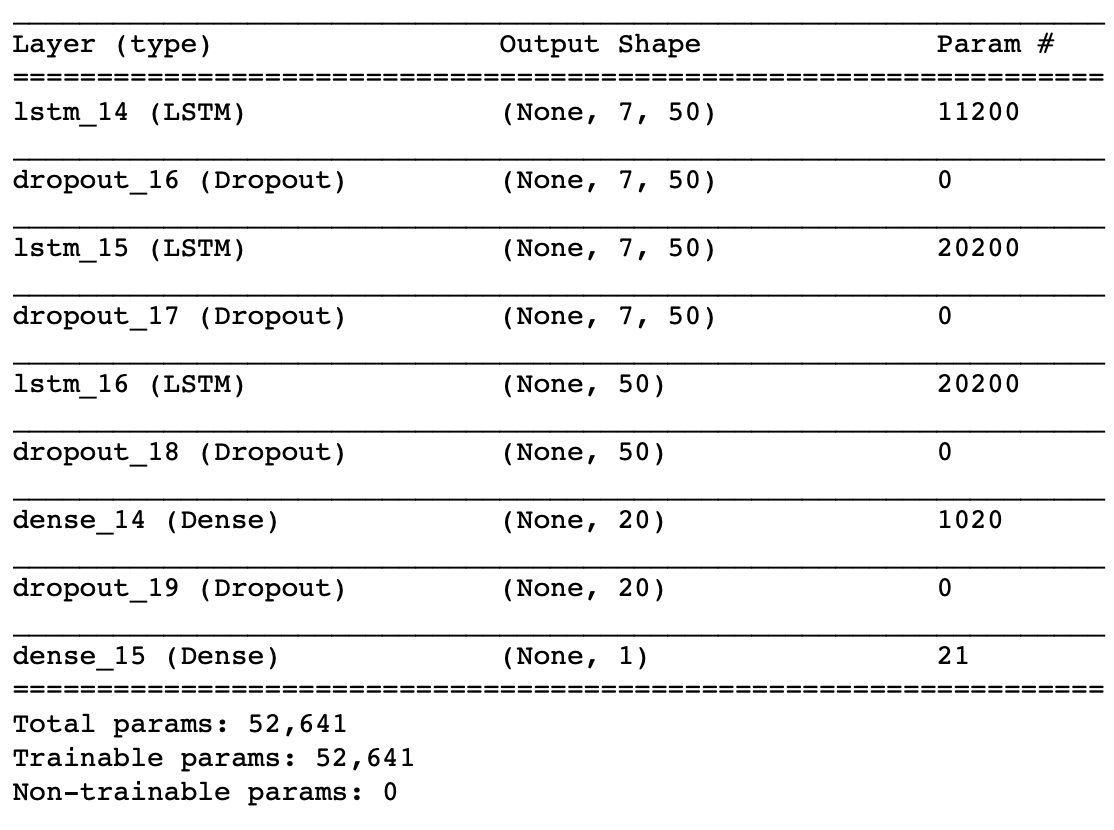 Layer (type) Output Shape Param #
lstm_14 (LSTM) (None, 7, 50) 11200
dropout_16 (Dropout) (None, 7, 50) 0
lstm_15 (LSTM) (None, 7, 50) 20200
dropout_17 (Dropout) (None, 7, 50) 0
lstm_16 (LSTM) (None, 50) 20200
dropout_18 (Dropout) (None, 50) 0
dense_14 (Dense) (None, 20) 1020
dropout_19 (Dropout) (None, 20) 0
dense_15 (Dense) (None, 1) 21
Total params: 52,641
Trainable params: 52,641
Non-trainable params: 0